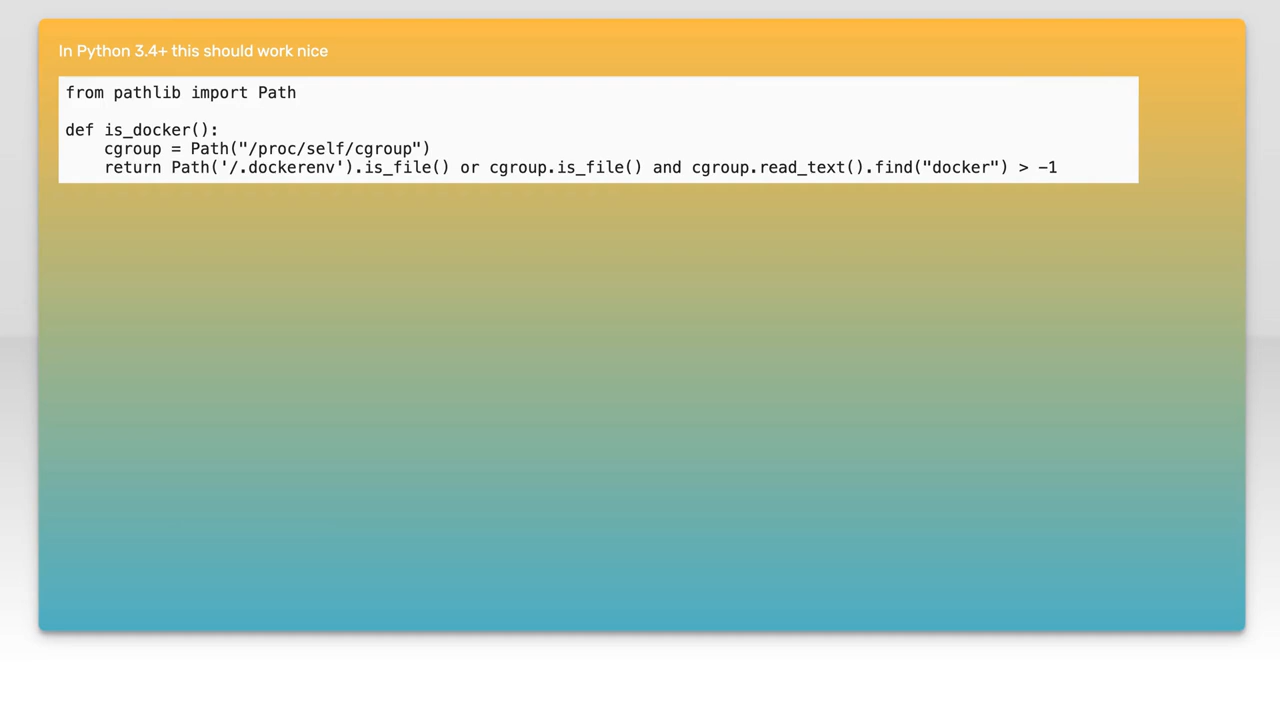 In Python 3.4+ this should work nice
from pathlib import Path
def is_docker():
    cgroup = Path("/proc/self/cgroup")
    return Path('/.dockerenv').is_file() or cgroup.is_file() and cgroup.read_text().find("docker") > -1